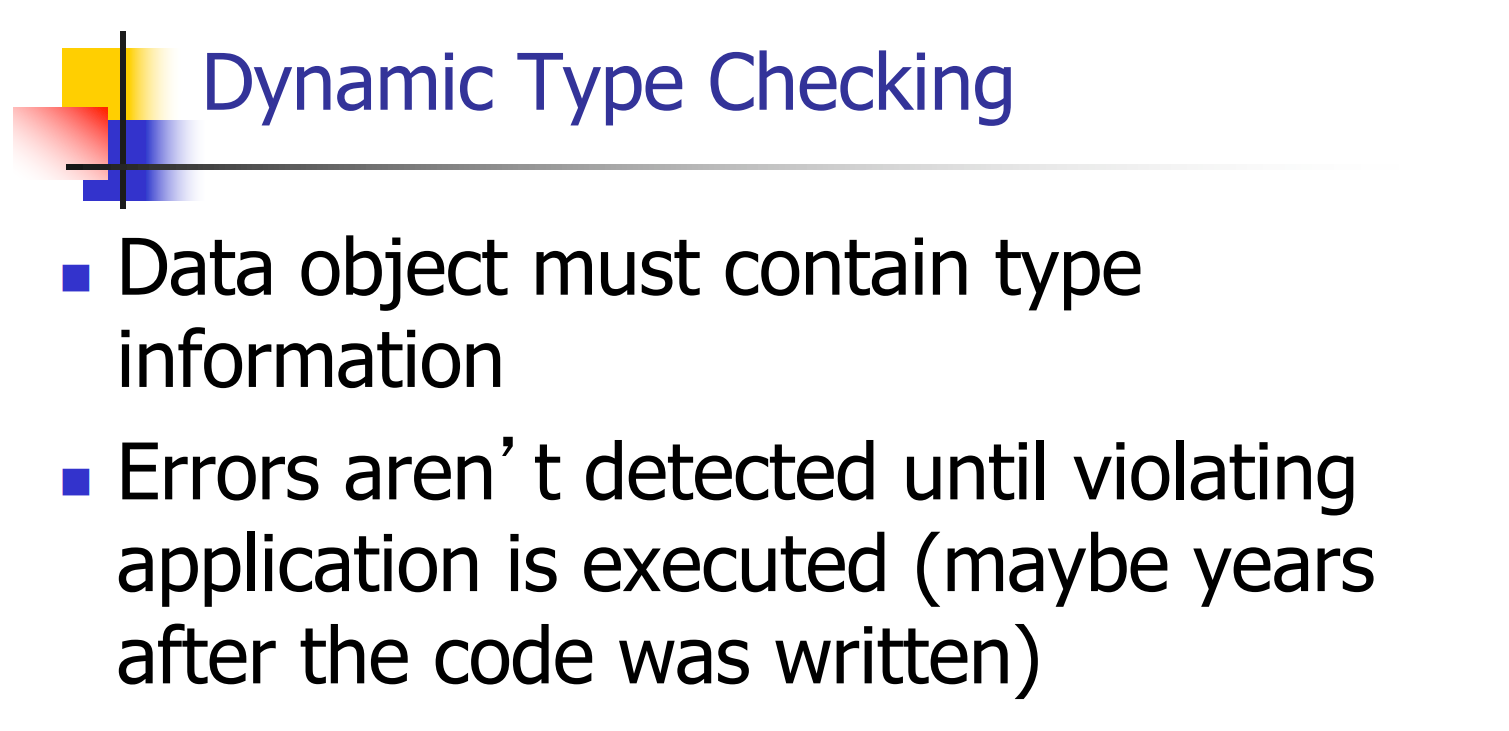 Dynamic Type Checking
Data object must contain type
information
Errors aren’t detected until violating
application is executed (maybe years
after the code was written)